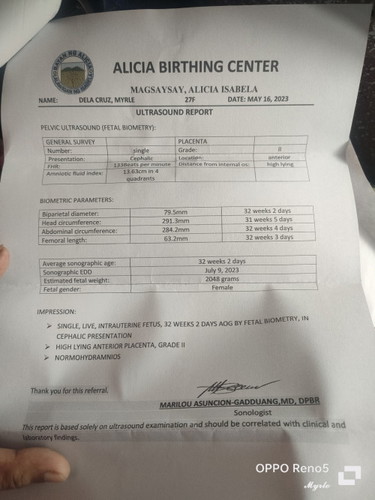 ALICIA BIRTHING CENTER
MAGSAYSAY, ALICIA ISABELA
NAME: DELA CRUZ, MYRLE 27F DATE: MAY 16, 2023
ULTRASOUND REPORT
PELVIC ULTRASOUND (FETAL BIOMETRY):
GENERAL SURVEY PLACENTA
Number: single Grade: II
Presentation: Cephalic Location: anterior
FHR: beats per minute Distance from internal os: high lying
Amniotic fluid index: 13.63cm in 4 quadrants
BIOMETRIC PARAMETERS:
Biparietal diameter: 79.5mm 32 weeks 2 days
Head circumference: 291.3mm 31 weeks 5 days
Abdominal circumference: 284.2mm 32 weeks 4 days
Femoral length: 63.2mm 32 weeks 3 days
Average sonographic age: 32 weeks 2 days
Sonographic EDD July 9, 2023
Estimated fetal weight: 2048 grams
Fetal gender: Female
IMPRESSION:
➢ SINGLE, LIVE, INTRAUTERINE FETUS, 32 WEEKS 2 DAYS AOG BY FETAL BIOMETRY, IN
CEPHALIC PRESENTATION
➢ HIGH LYING ANTERIOR PLACENTA, GRADE II
➢ NORMOHYDRAMNIOS
Thank you for this referral.
MARILOU ASUNCION-GADDUANG,MD, DPBR
Sonologist
This report is based solely on ultrasound examination and should be correlated with clinical and
laboratory findings.
OPPO Reno5
Myrle